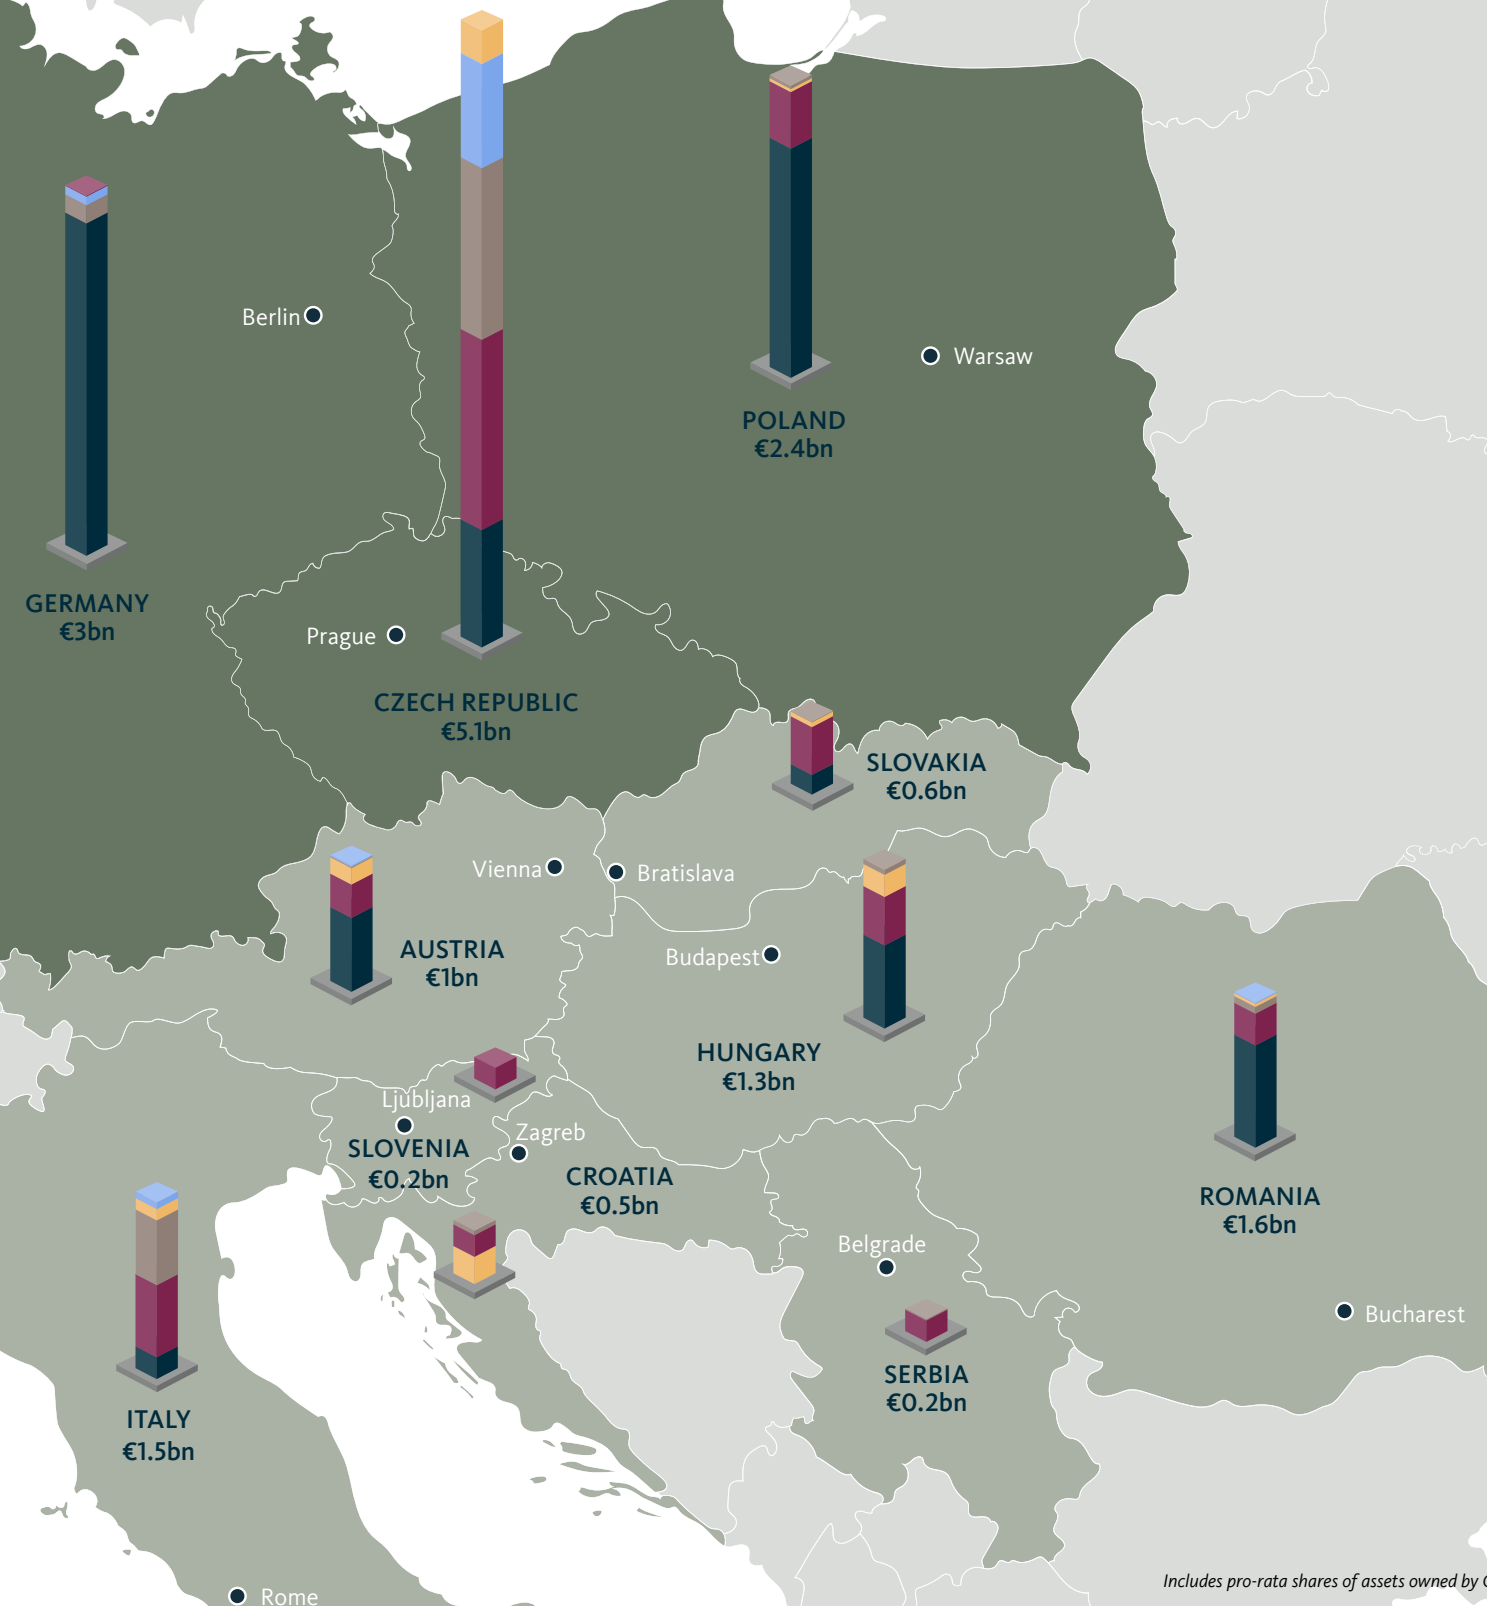 Berlin
Warsaw
POLAND
€2.4bn
GERMANY
€3bn
Prague
CZECH REPUBLIC
€5.1bn
SLOVAKIA
€0.6bn
Vienna
Bratislava
AUSTRIA
€1bn
Budapest
HUNGARY
€1.3bn
Ljubljana
SLOVENIA
€0.2bn
Zagreb
CROATIA
€0.5bn
ROMANIA
€1.6bn
Belgrade
Bucharest
SERBIA
€0.2bn
ITALY
€1.5bn
Includes pro-rata shares of assets owned by
Rome